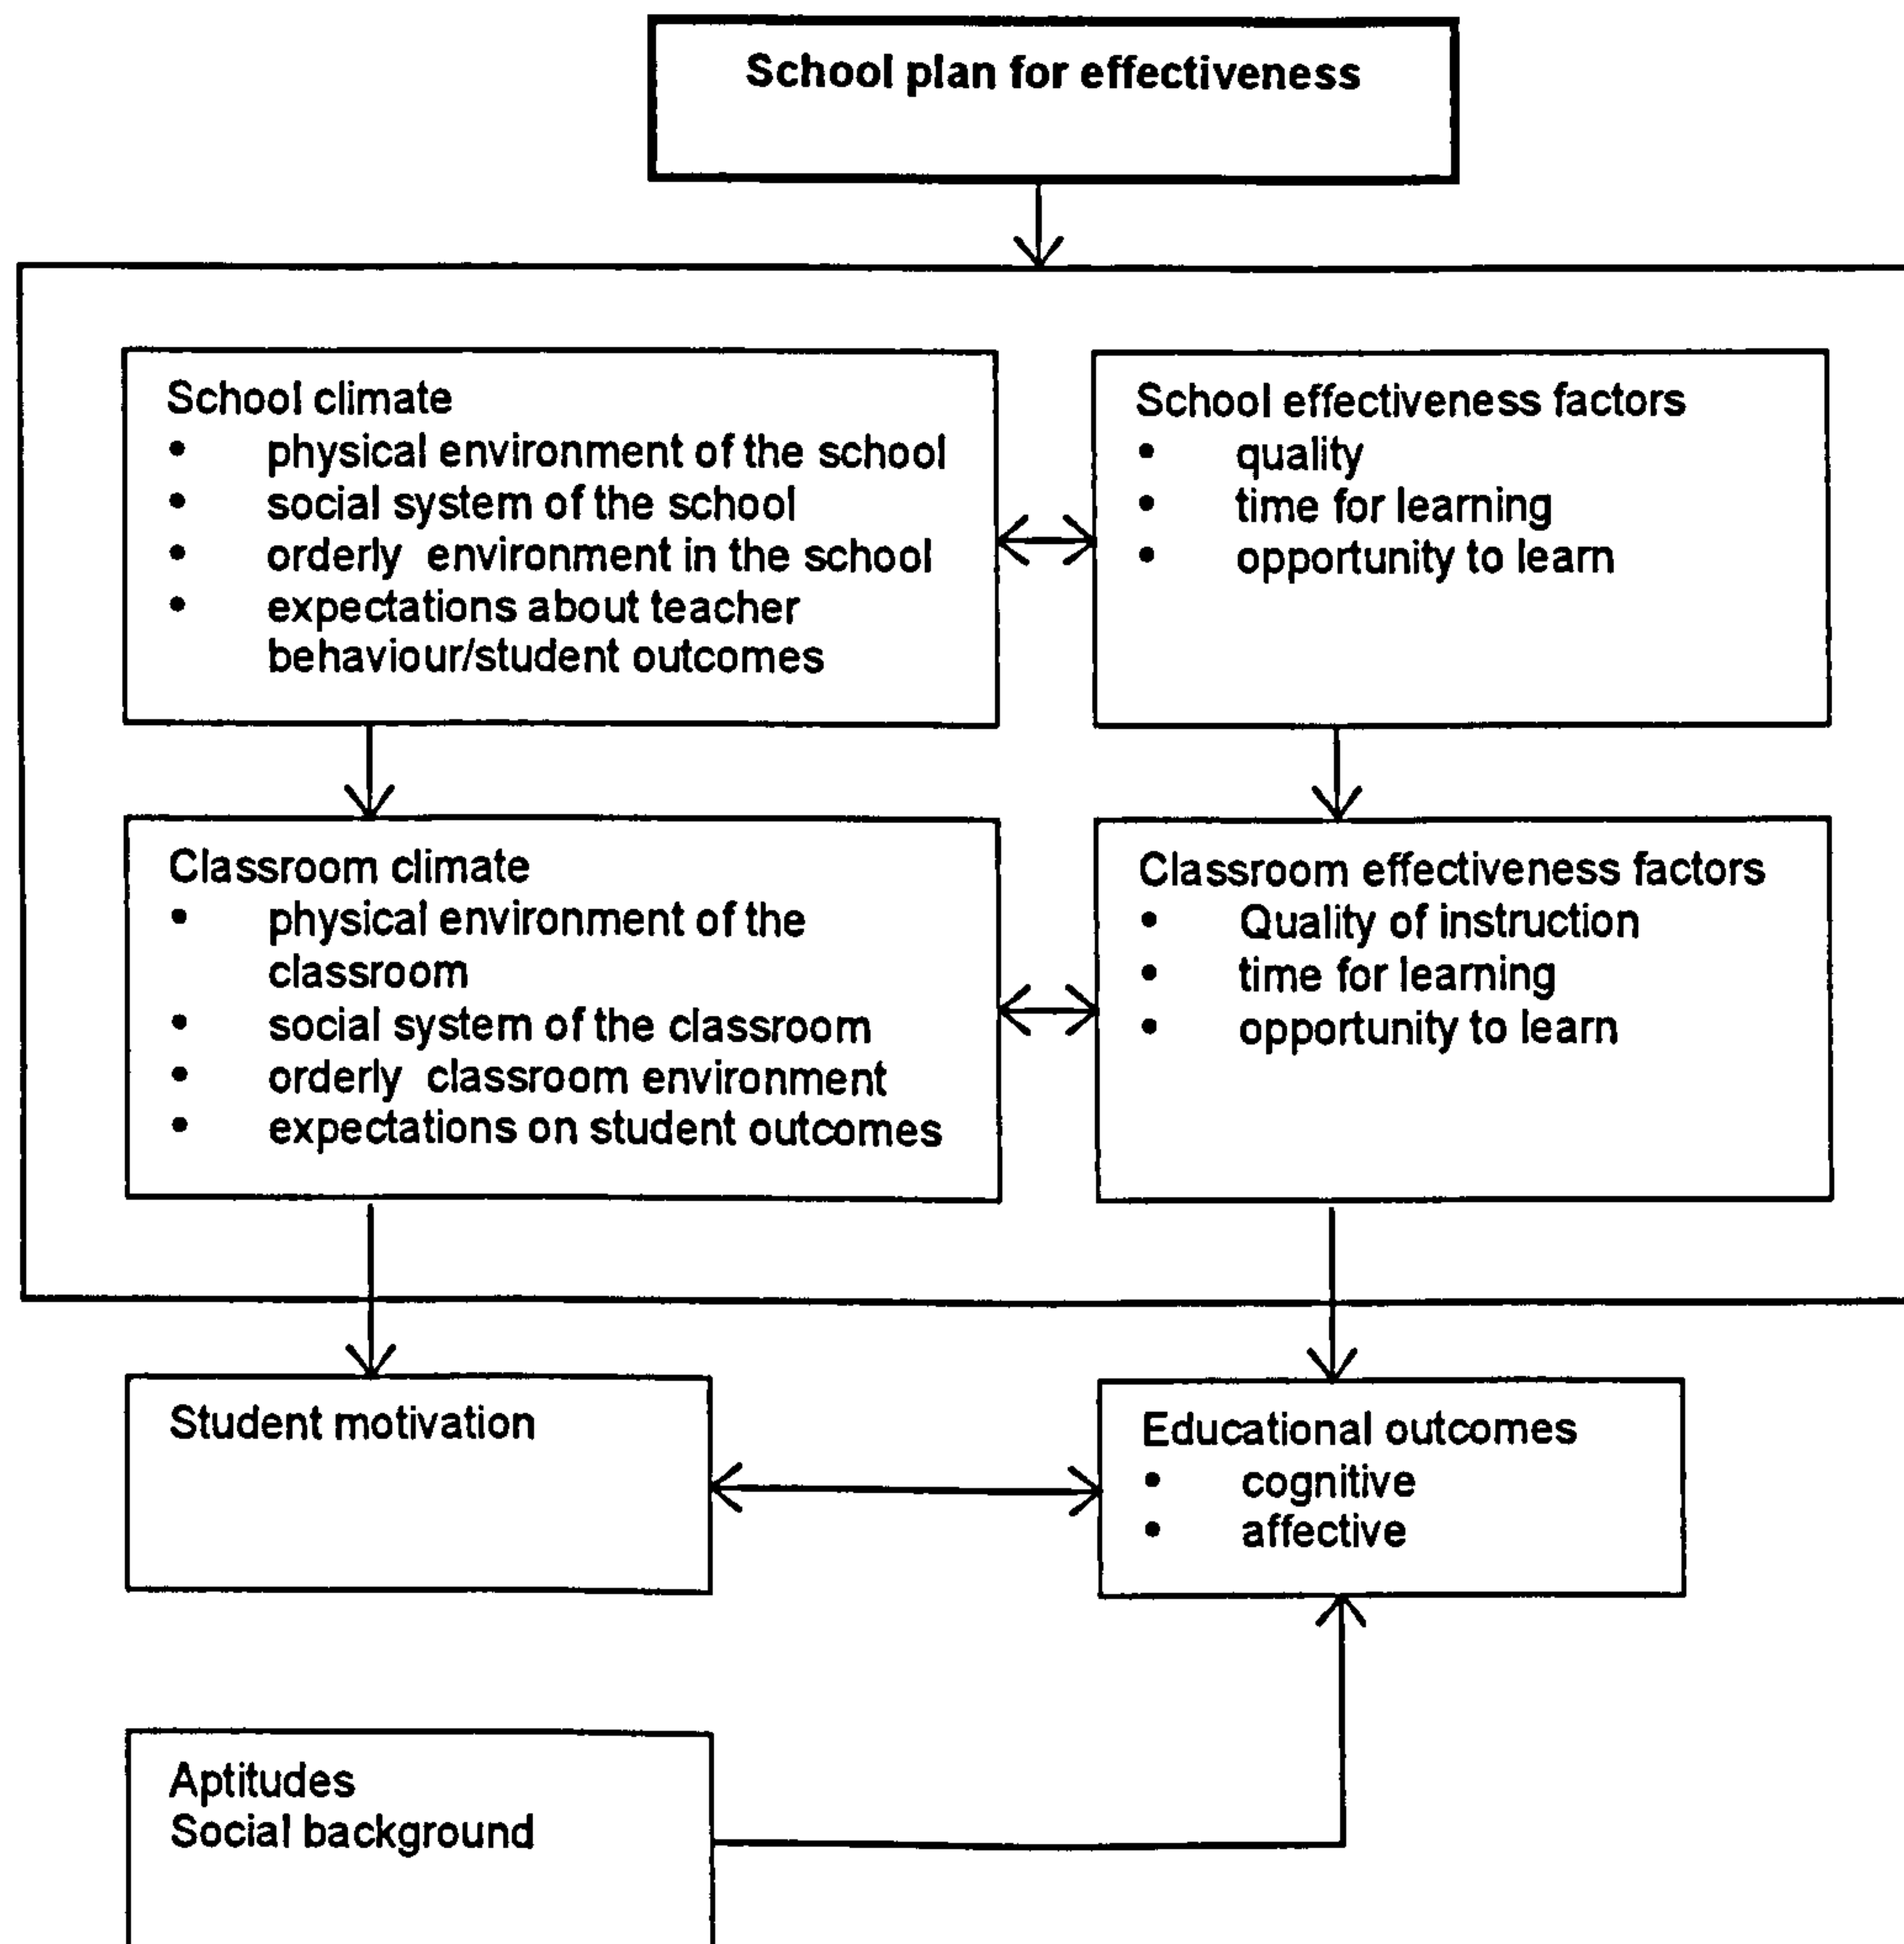 School plan for effectiveness
School climate
• physical environment of the school
• social system of the school
• orderly environment in the school
• expectations about teacher
behaviour/student outcomes
School effectiveness factors
• quality
• time for learning
• opportunity to learn
Classroom climate
• physical environment of the
classroom
• social system of the classroom
• orderly classroom environment
• expectations on student outcomes
Classroom effectiveness factors
• Quality of instruction
• time for learning
• opportunity to learn
Student motivation
Educational outcomes
• cognitive
• affective
Aptitudes
Social background